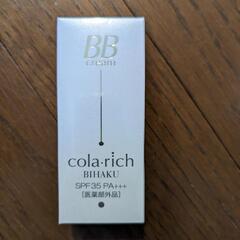 BB
cream
cola·rich
BIHAKU
SPF35 PA+++
[医薬部外品]